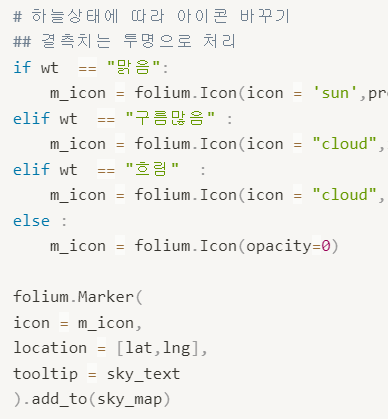 # 하늘상태에 따라 아이콘 바꾸기
## 결측치는 투명으로 처리
if wt  == "맑음":
    m_icon = folium.Icon(icon = 'sun',pre
elif wt  == "구름많음" :
    m_icon = folium.Icon(icon = "cloud",
elif wt  == "흐림"  :
    m_icon = folium.Icon(icon = "cloud",
else :
    m_icon = folium.Icon(opacity=0)
folium.Marker(
icon = m_icon,
location = [lat,lng],
tooltip = sky_text
).add_to(sky_map)